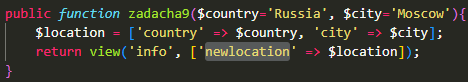 public function zadacha9($country='Russia', $city='Moscow'){
$location = ['country' => $country, 'city' => $city];
return view('info', ['newlocation' => $location]);
}